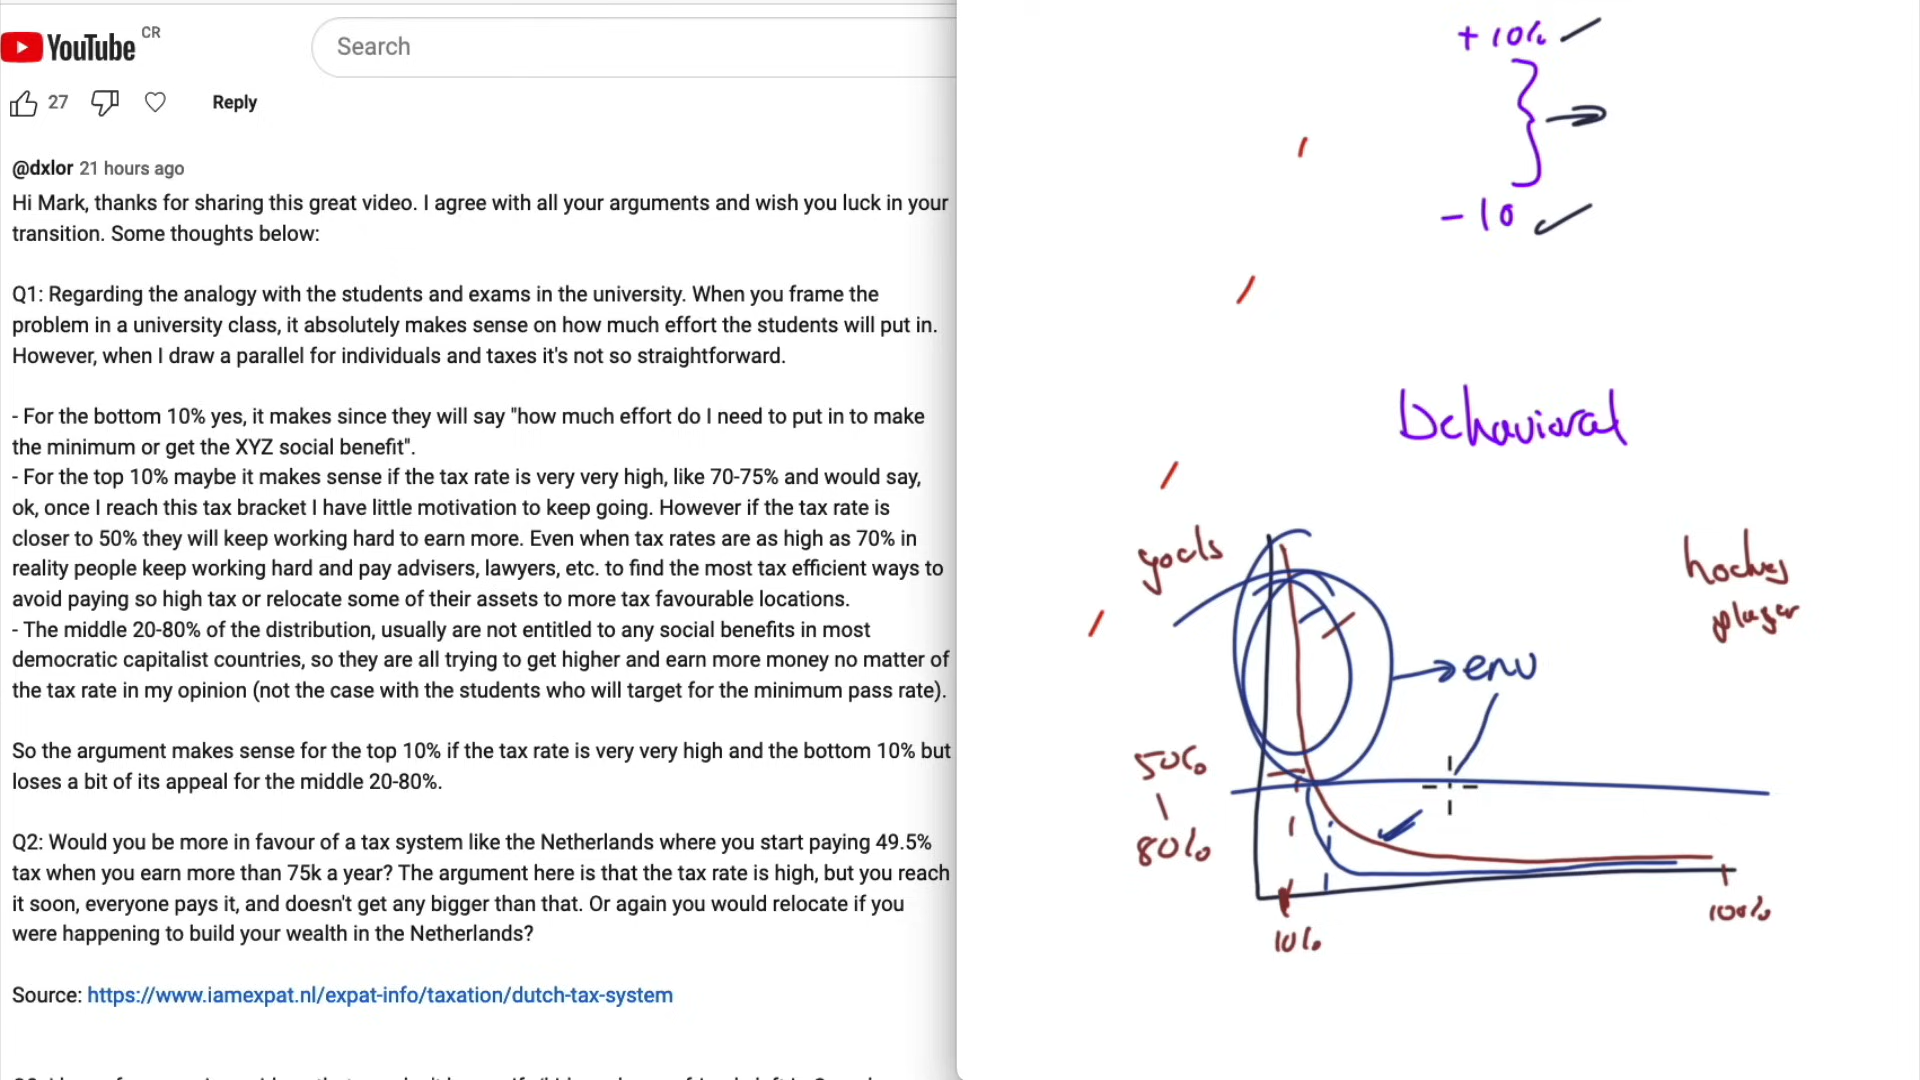 YouTube CR
Search
27 Reply
@dxlor 21 hours ago
Hi Mark, thanks for sharing this great video. I agree with all your arguments and wish you luck in your
transition. Some thoughts below:
Q1: Regarding the analogy with the students and exams in the university. When you frame the
problem in a university class, it absolutely makes sense on how much effort the students will put in.
However, when I draw a parallel for individuals and taxes it's not so straightforward.
- For the bottom 10% yes, it makes since they will say "how much effort do I need to put in to make
the minimum or get the XYZ social benefit".
- For the top 10% maybe it makes sense if the tax rate is very very high, like 70-75% and would say,
ok, once I reach this tax bracket I have little motivation to keep going. However if the tax rate is
closer to 50% they will keep working hard to earn more. Even when tax rates are as high as 70% in
reality people keep working hard and pay advisers, lawyers, etc. to find the most tax efficient ways to
avoid paying so high tax or relocate some of their assets to more tax favourable locations.
- The middle 20-80% of the distribution, usually are not entitled to any social benefits in most
democratic capitalist countries, so they are all trying to get higher and earn more money no matter of
the tax rate in my opinion (not the case with the students who will target for the minimum pass rate).
So the argument makes sense for the top 10% if the tax rate is very very high and the bottom 10% but
loses a bit of its appeal for the middle 20-80%.
Q2: Would you be more in favour of a tax system like the Netherlands where you start paying 49.5%
tax when you earn more than 75k a year? The argument here is that the tax rate is high, but you reach
it soon, everyone pays it, and doesn't get any bigger than that. Or again you would relocate if you
were happening to build your wealth in the Netherlands?
Source: https://www.iamexpat.nl/expat-info/taxation/dutch-tax-system
+10%
-10
Behavioral
goals
hockey
player
env
50%
80%
10%
100%